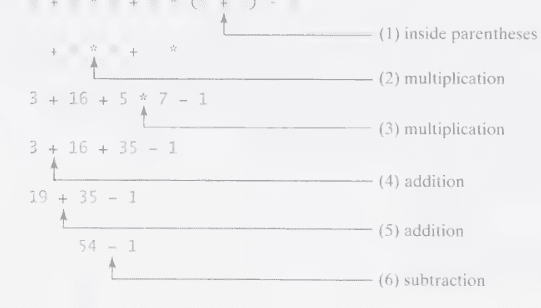 (1) inside parentheses
+ * + *
(2) multiplication
3 + 16 + 5 * 7 - 1
(3) multiplication
3 + 16 + 35 - 1
(4) addition
19 + 35 - 1
(5) addition
54 - 1
(6) subtraction